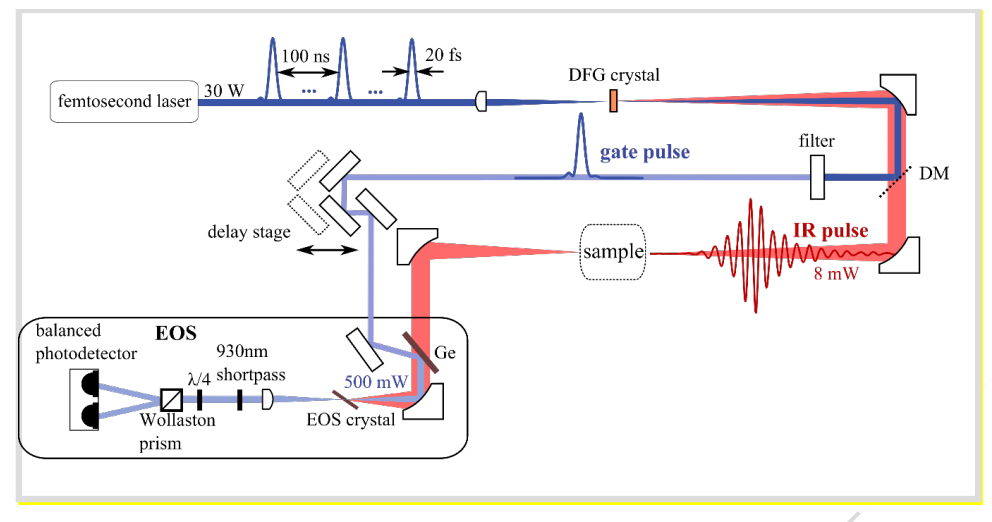 100 ns
20 fs
femtosecond laser
30 W
DFG crystal
gate pulse
filter
DM
delay stage
sample
IR pulse
8 mW
EOS
balanced
photodetector
930nm
shortpass
λ/4
Ge
500 mW
EOS crystal
Wollaston
prism